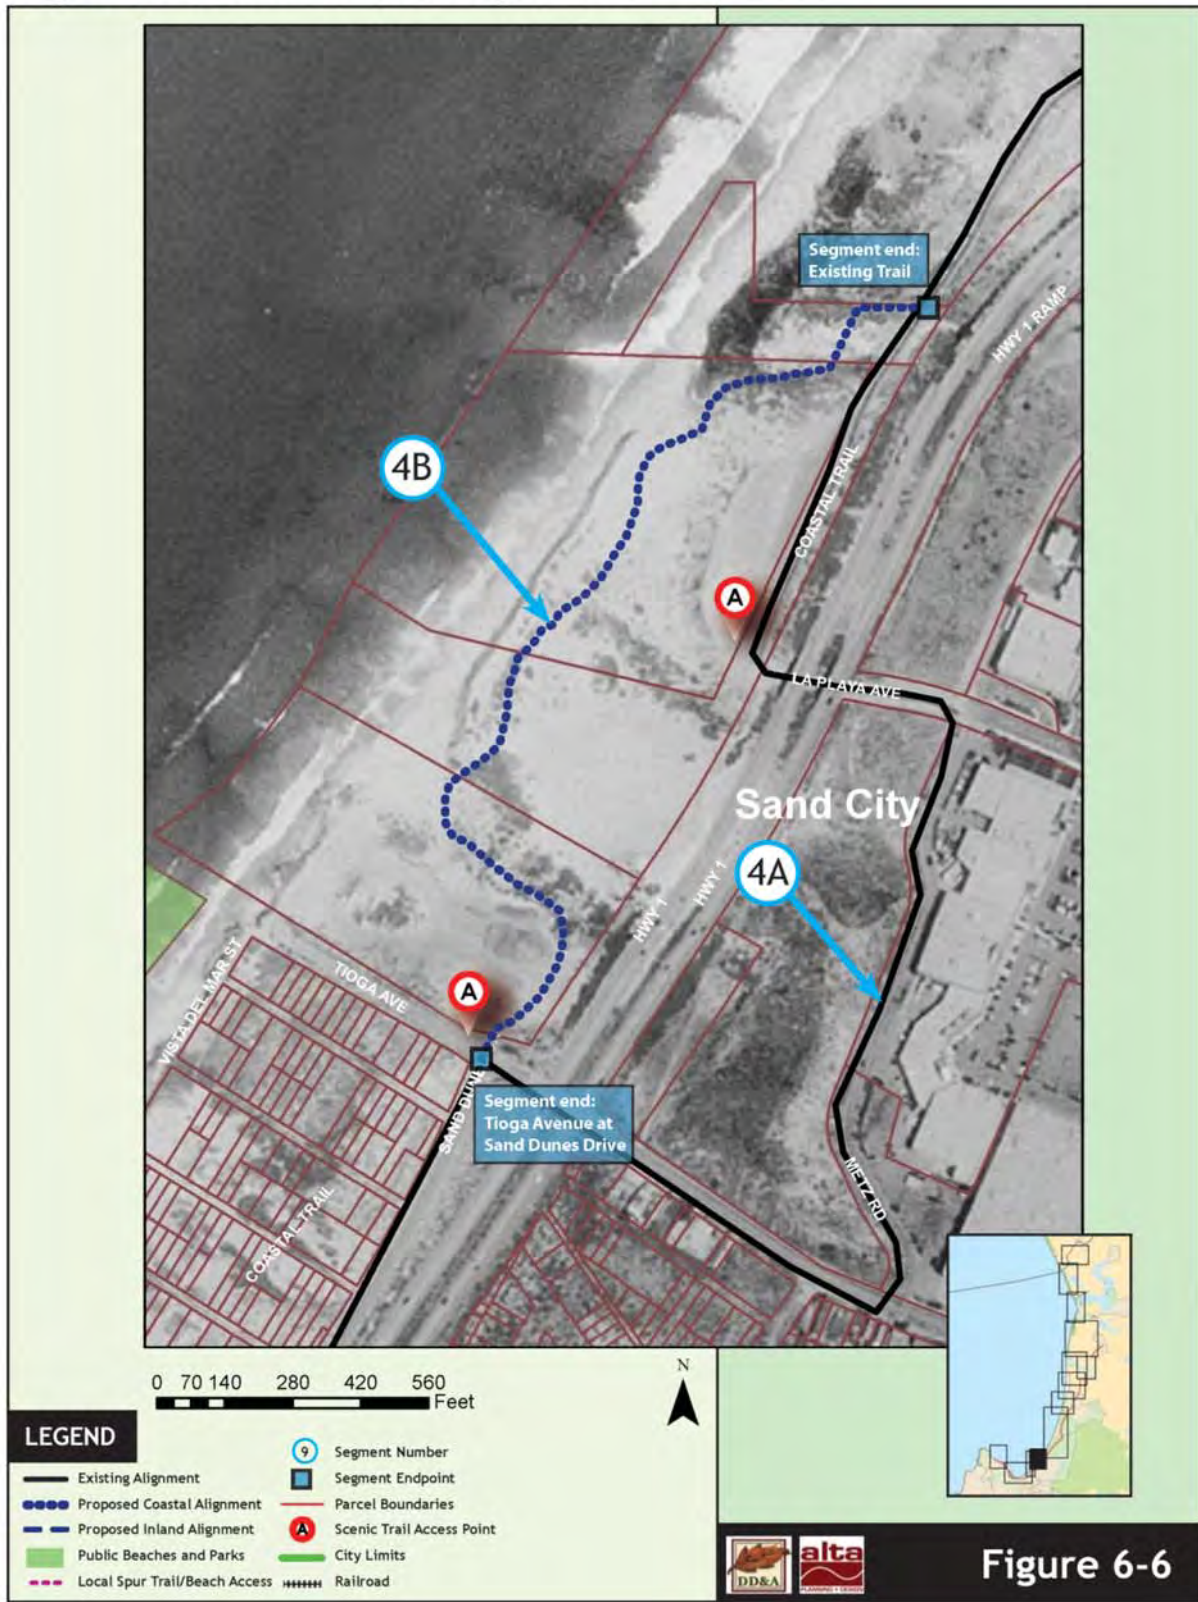 Segment end:
Existing Trail
HWY 1 RAMP
4B
COASTAL TRAIL
A
LA PLAYA AVE
Sand City
4A
HWY 1
HWY 1
VISTA DEL MAR ST
TIOGA AVE
A
SAND DUNE
Segment end:
Tioga Avenue at
Sand Dunes Drive
METZ RD
COASTAL TRAIL
0 70 140 280 420 560
Feet
N
LEGEND
Existing Alignment
Proposed Coastal Alignment
Proposed Inland Alignment
Public Beaches and Parks
Local Spur Trail/Beach Access
9 Segment Number
Segment Endpoint
Parcel Boundaries
A Scenic Trail Access Point
City Limits
Railroad
DD&A
alta
PLANNING + DESIGN
Figure 6-6